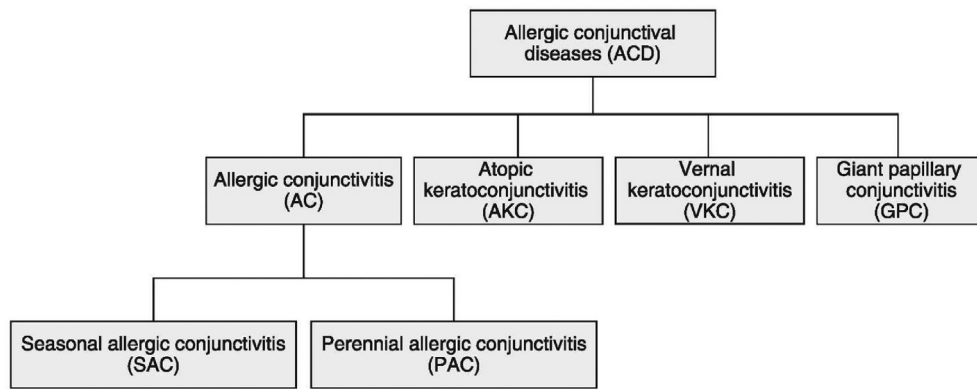 Allergic conjunctival
diseases (ACD)
Allergic conjunctivitis
(AC)
Atopic
keratoconjunctivitis
(AKC)
Vernal
keratoconjunctivitis
(VKC)
Giant papillary
conjunctivitis
(GPC)
Seasonal allergic conjunctivitis
(SAC)
Perennial allergic conjunctivitis
(PAC)